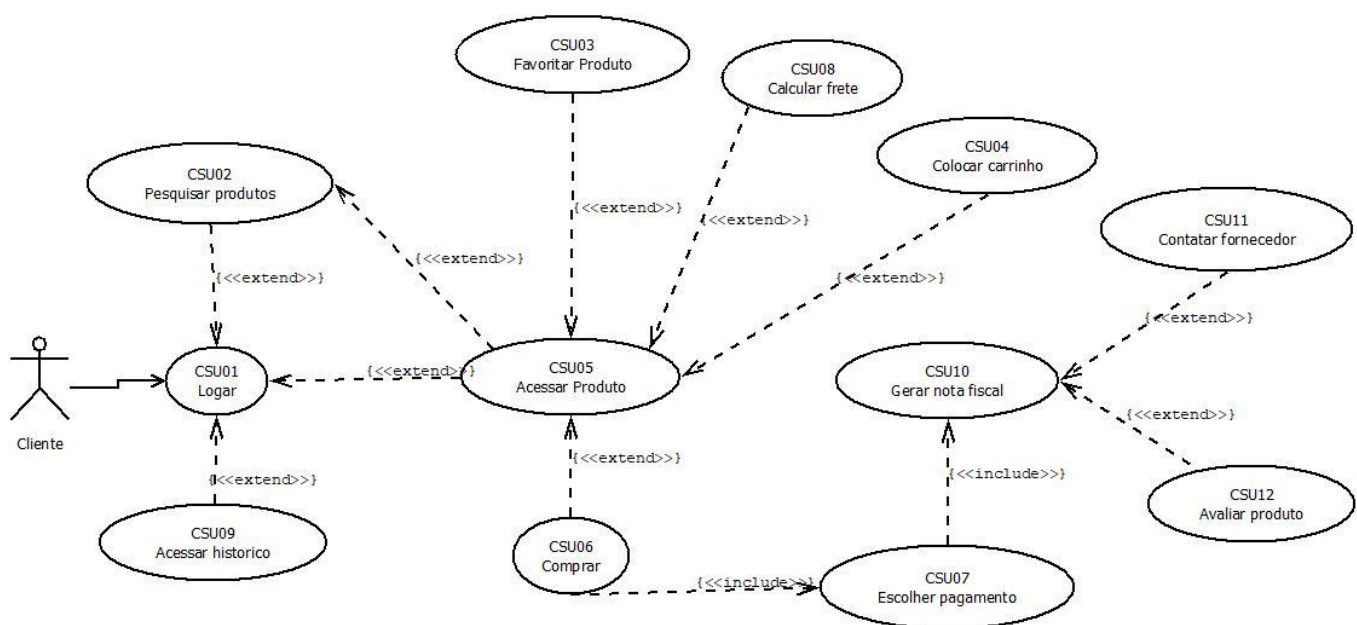 CSU03
Favoritar Produto
CSU08
Calcular frete
CSU04
Colocar carrinho
CSU02
Pesquisar produtos
{<<extend>>}
{<<extend>>}
CSU11
Contatar fornecedor
{<<extend>>}
{<<extend>>}
{<<extend>>}
{<<extend>>}
CSU01
Logar
{<<extend>>}
CSU05
Acessar Produto
CSU10
Gerar nota fiscal
{<<extend>>}
Cliente
{<<extend>>}
{<<extend>>}
{<<include>>}
CSU09
Acessar historico
CSU12
Avaliar produto
CSU06
Comprar
{<<include>>}
CSU07
Escolher pagamento